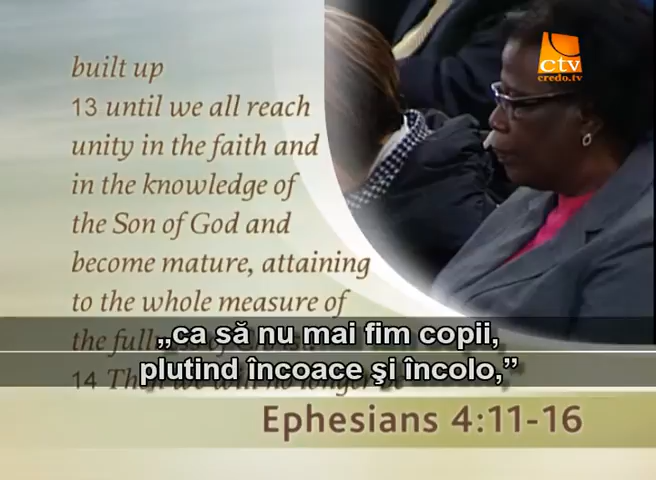 ctv
credo.tv
built up
13 until we all reach
unity in the faith and
in the knowledge of
the Son of God and
become mature, attaining
to the whole measure of
the
„ca să nu mai fim copii,
plutind încoace şi încolo,”
14
Ephesians 4:11-16